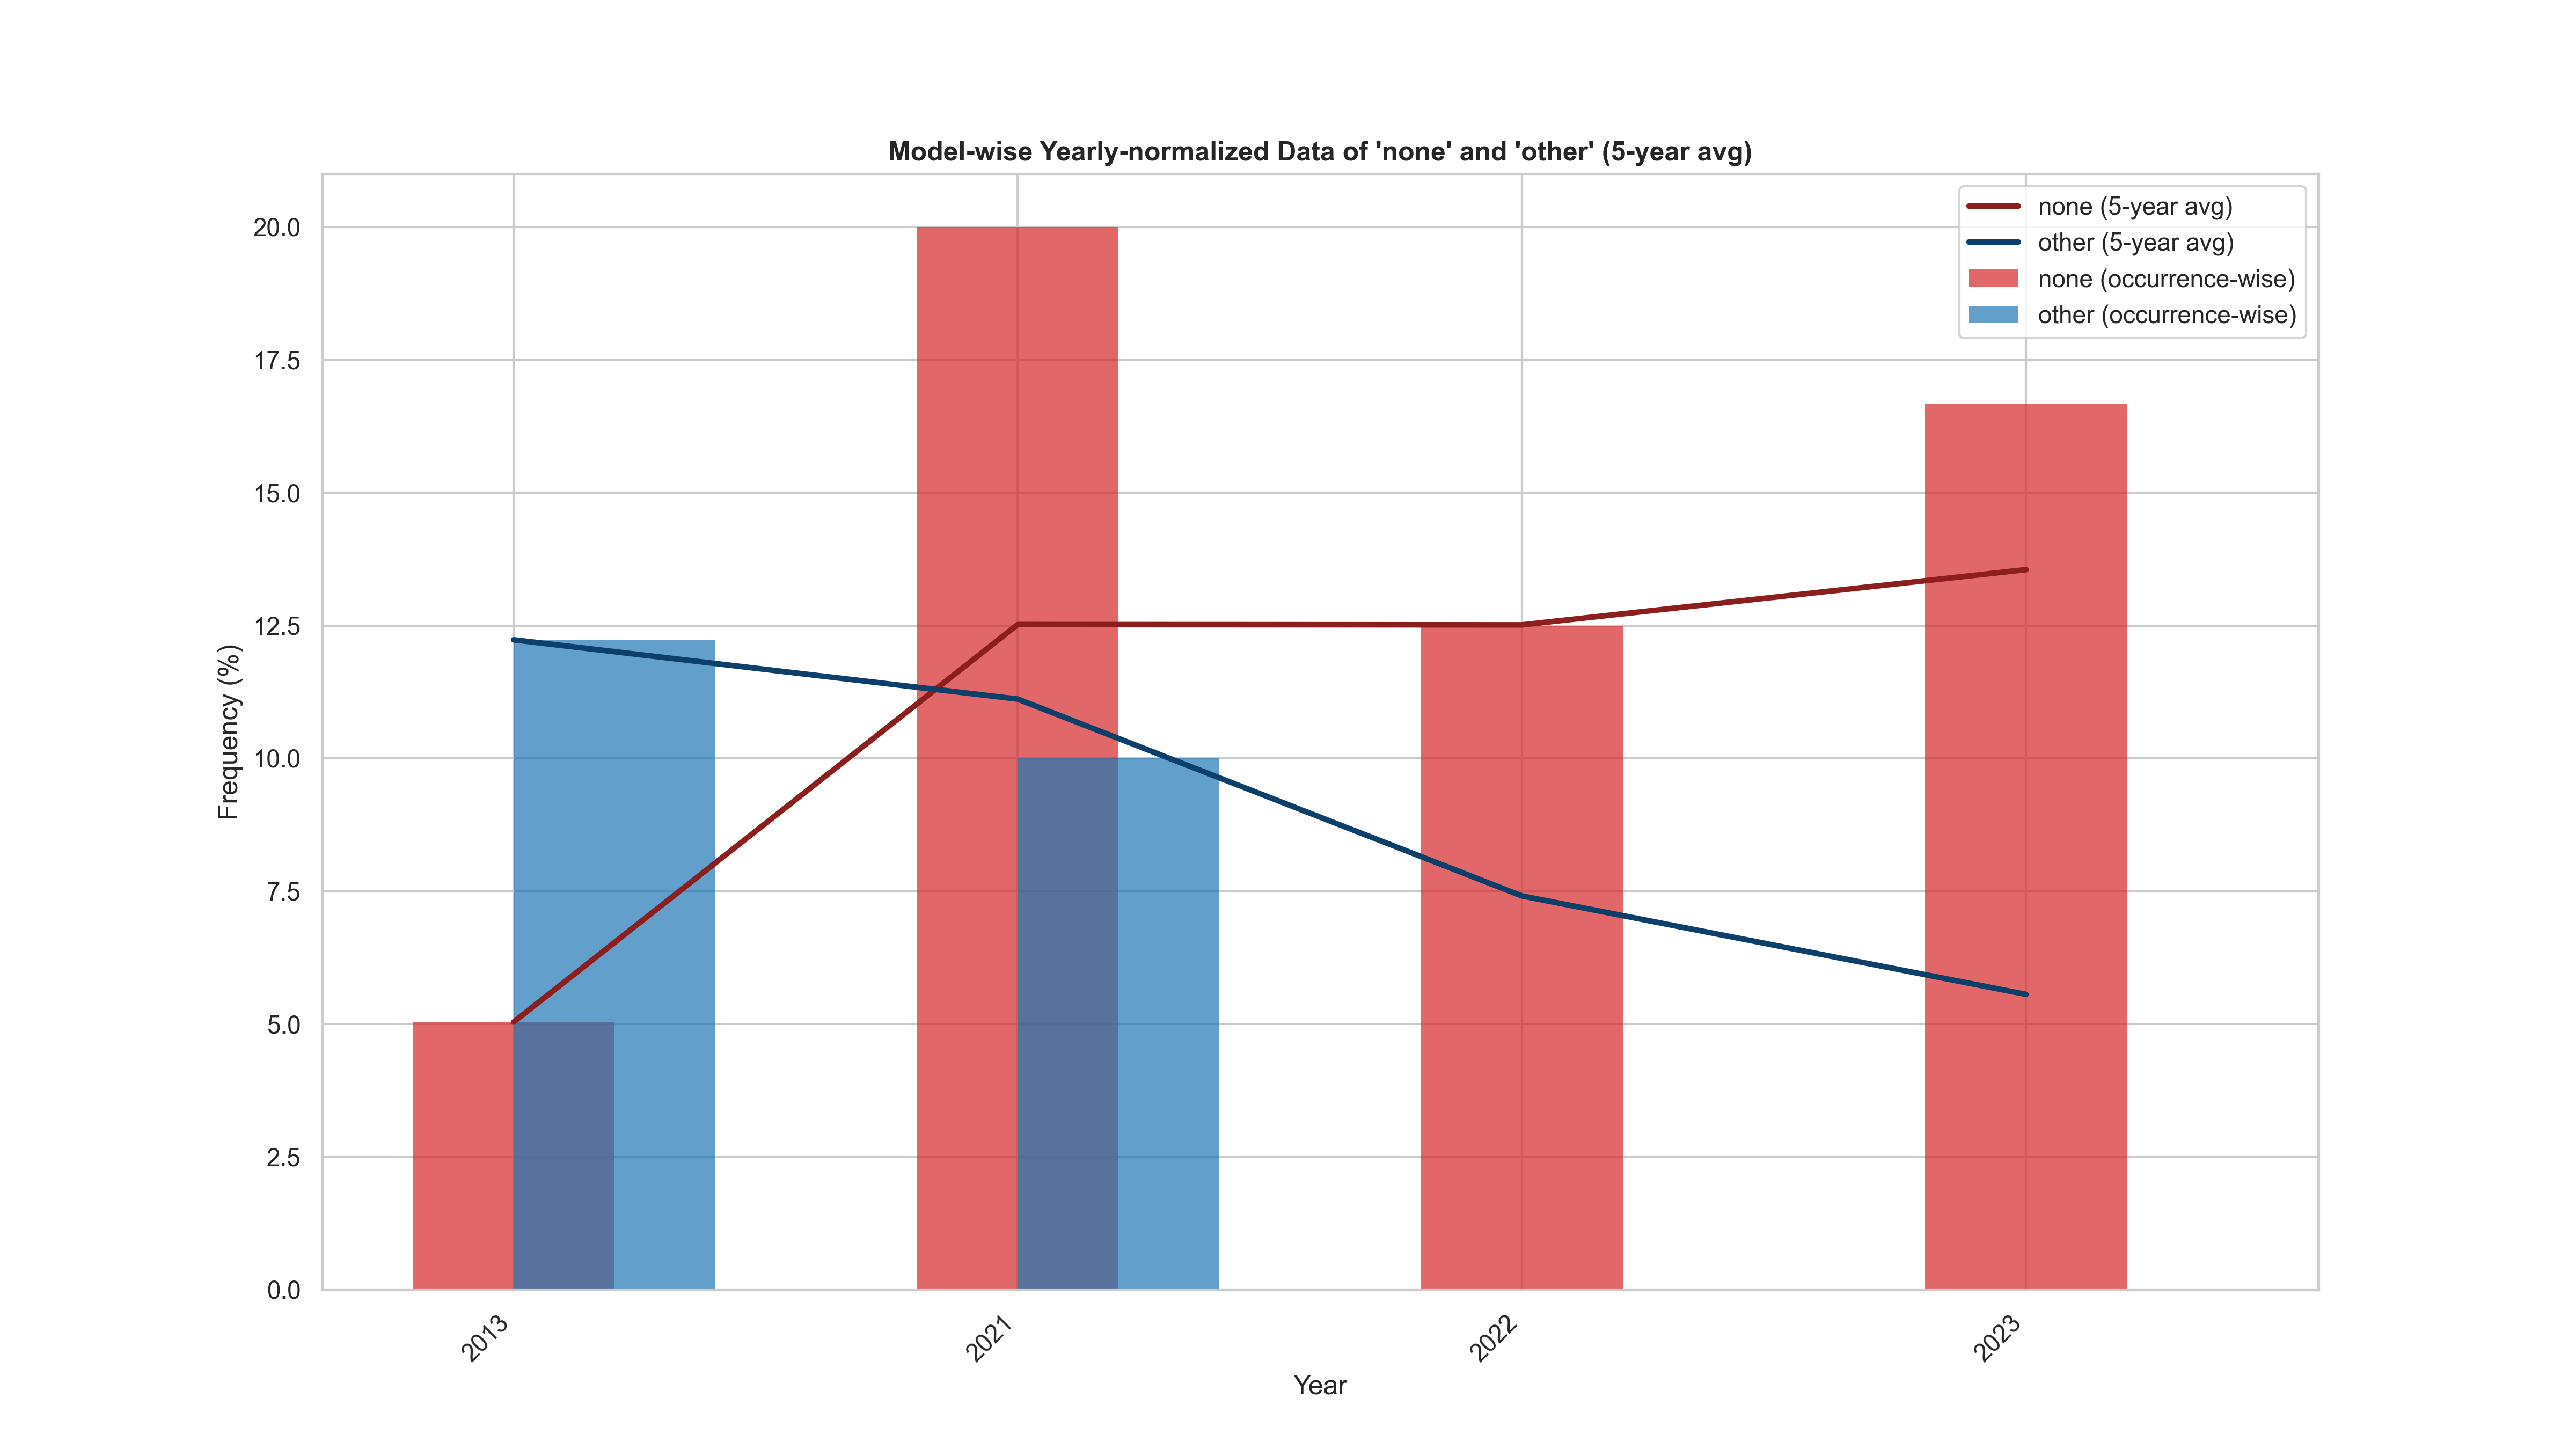 Model-wise Yearly-normalized Data of 'none' and 'other' (5-year avg)
none (5-year avg)
other (5-year avg)
none (occurrence-wise)
other (occurrence-wise)
20.0
17.5
15.0
12.5
10.0
7.5
5.0
2.5
0.0
Frequency (%)
2013
2021
2022
2023
Year